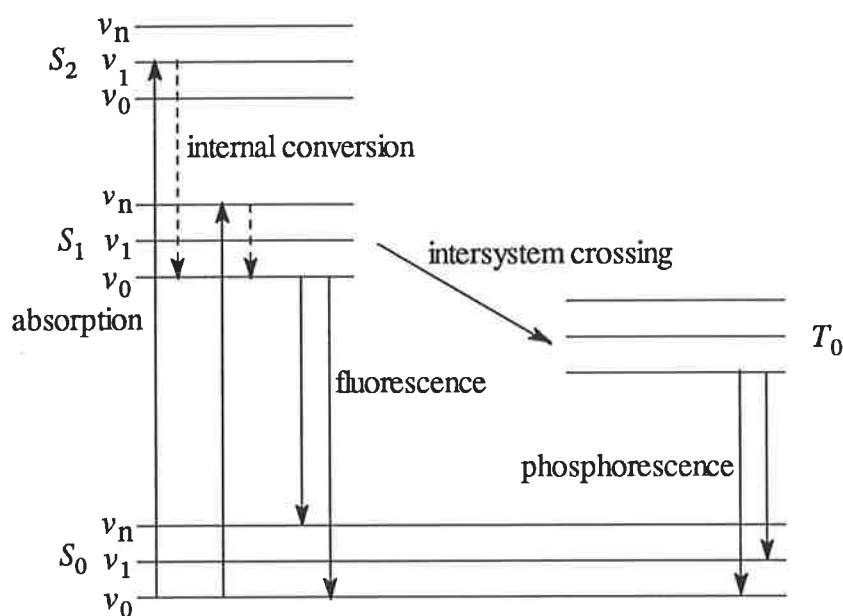 vn
S2 v1
v0
internal conversion
vn
S1 v1
intersystem crossing
v0
absorption
T0
fluorescence
phosphorescence
vn
S0 v1
v0